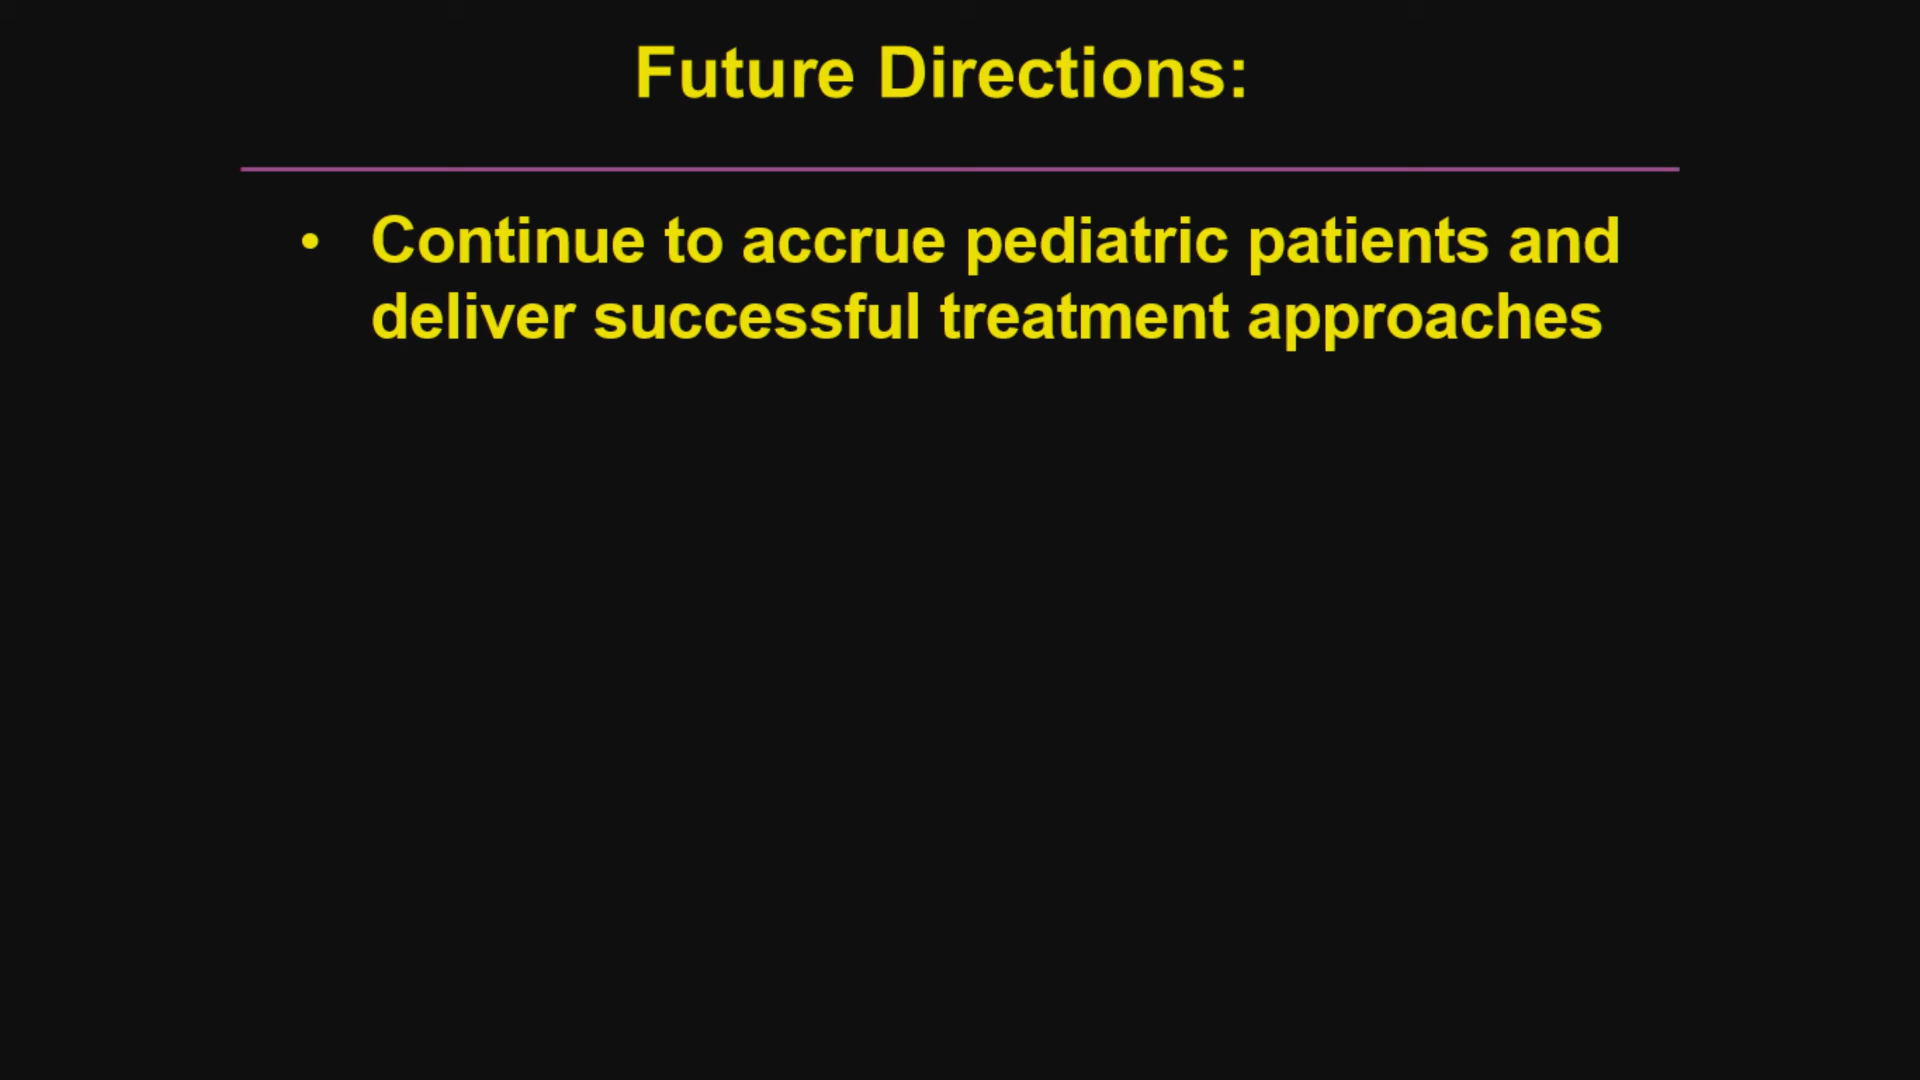 Future Directions:
• Continue to accrue pediatric patients and
deliver successful treatment approaches